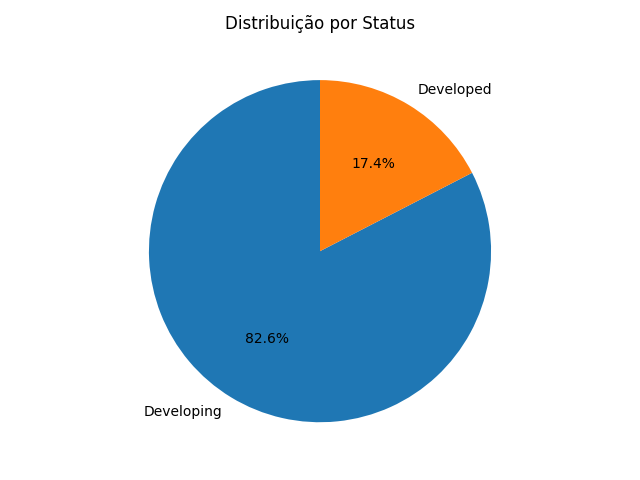 Distribuição por Status
Developed
17.4%
82.6%
Developing